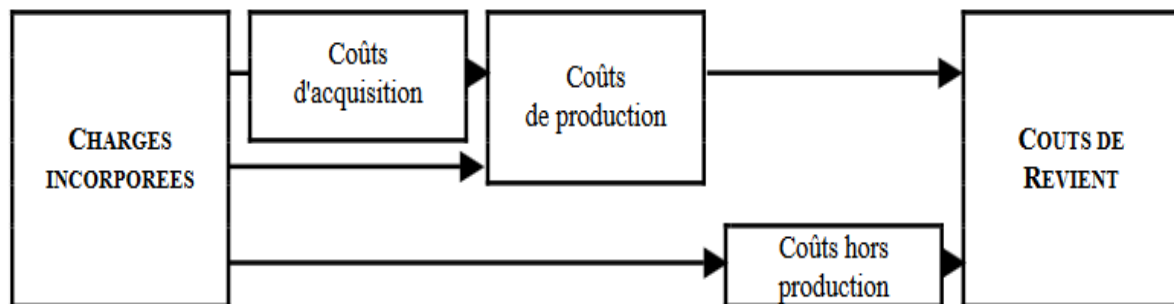 CHARGES
INCORPOREES
Coûts
d'acquisition
Coûts
de production
Coûts hors
production
COUTS DE
REVIENT